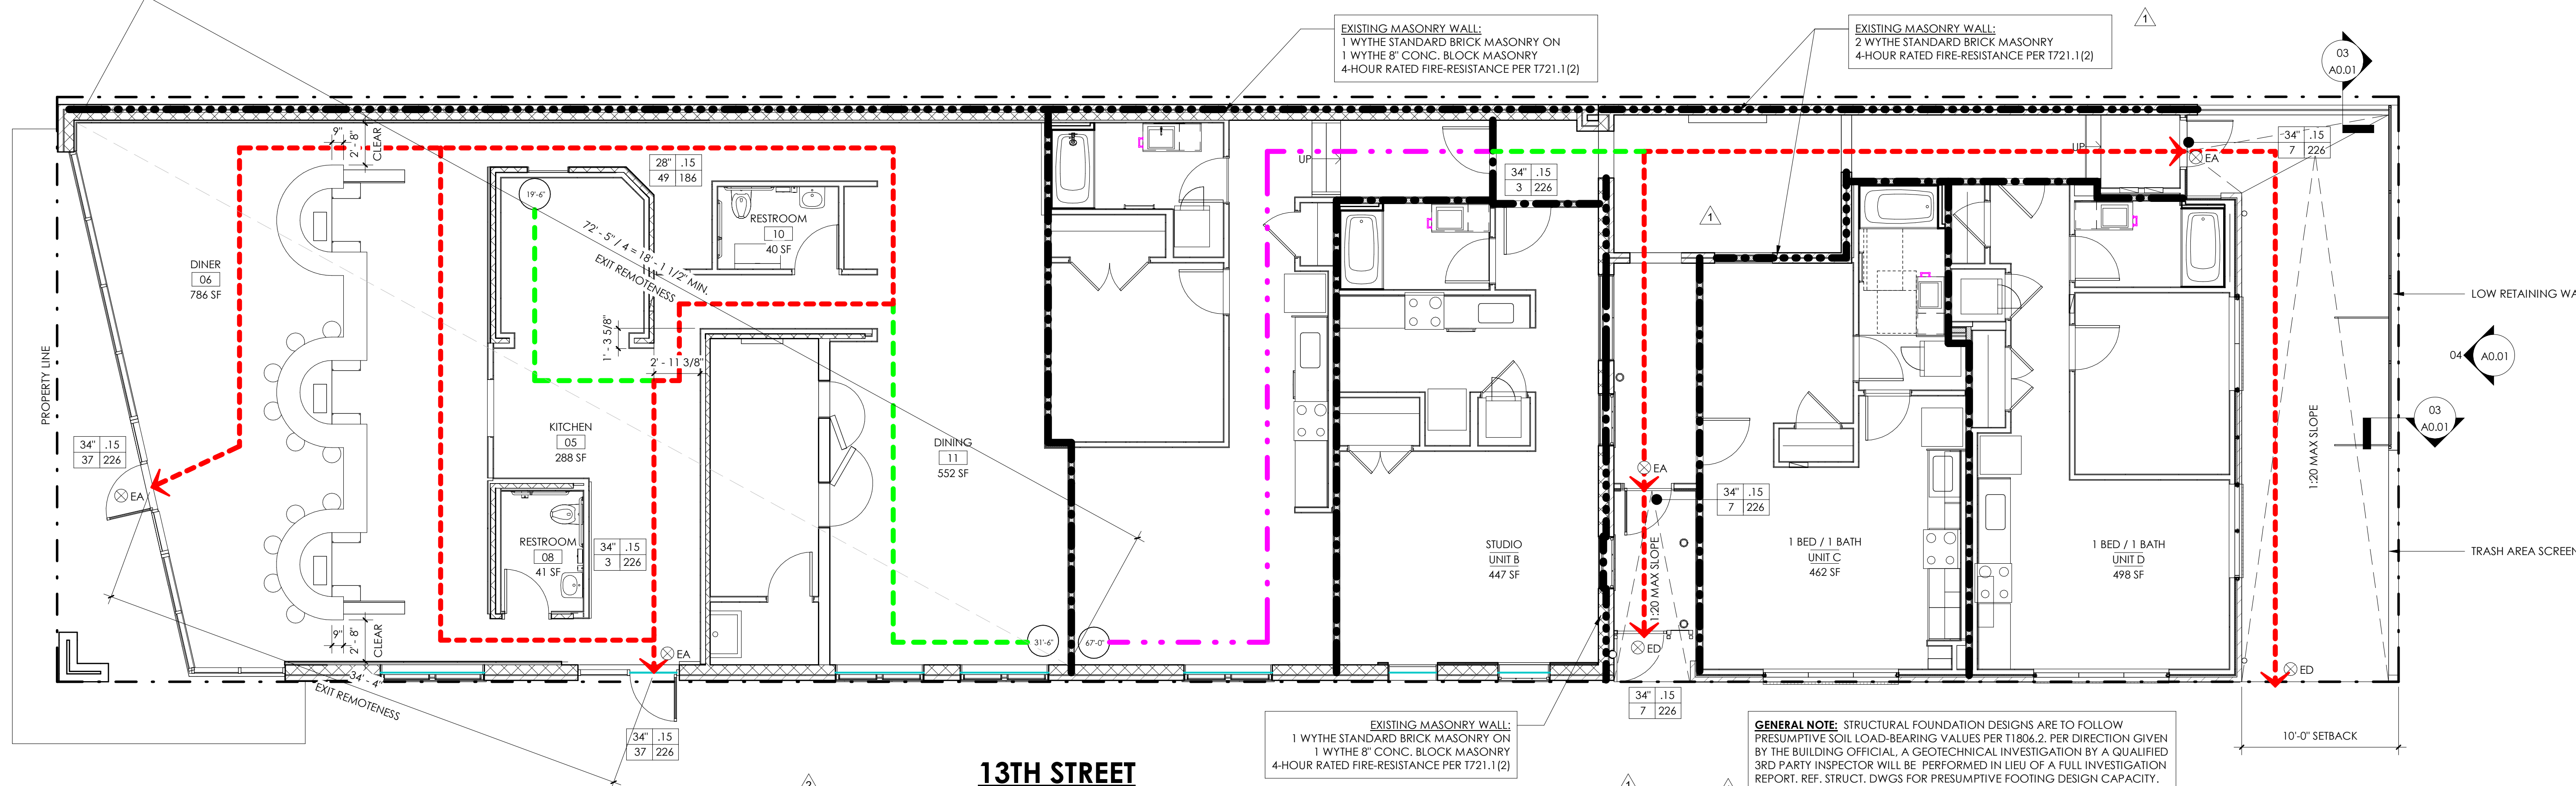 EXISTING MASONRY WALL:
1 WYTHE STANDARD BRICK MASONRY ON
1 WYTHE 8" CONC. BLOCK MASONRY
4-HOUR RATED FIRE-RESISTANCE PER T721.1(2)
EXISTING MASONRY WALL:
2 WYTHE STANDARD BRICK MASONRY
4-HOUR RATED FIRE-RESISTANCE PER T721.1(2)
1
03
A0.01
9"
2' - 8"
CLEAR
28" .15
49 186
19'-6"
RESTROOM
10
40 SF
72' - 5" / 4 = 18' - 1 1/2" MIN.
EXIT REMOTENESS
DINER
06
786 SF
1' - 3 5/8"
2' - 11 3/8"
UP
34" .15
3 226
1
UP
EA
34" .15
7 226
LOW RETAINING WA
04
A0.01
03
A0.01
PROPERTY LINE
34" .15
37 226
EA
KITCHEN
05
288 SF
DINING
11
552 SF
RESTROOM
08
41 SF
34" .15
3 226
EA
34" .15
7 226
1:20 MAX SLOPE
1:20 MAX SLOPE
STUDIO
UNIT B
447 SF
1 BED / 1 BATH
UNIT C
462 SF
1 BED / 1 BATH
UNIT D
498 SF
TRASH AREA SCREEN
9"
2' - 8"
CLEAR
EA
31'-6"
67'-0"
ED
ED
34' - 4"
EXIT REMOTENESS
34" .15
37 226
34" .15
7 226
EXISTING MASONRY WALL:
1 WYTHE STANDARD BRICK MASONRY ON
1 WYTHE 8" CONC. BLOCK MASONRY
4-HOUR RATED FIRE-RESISTANCE PER T721.1(2)
GENERAL NOTE: STRUCTURAL FOUNDATION DESIGNS ARE TO FOLLOW
PRESUMPTIVE SOIL LOAD-BEARING VALUES PER T1806.2. PER DIRECTION GIVEN
BY THE BUILDING OFFICIAL, A GEOTECHNICAL INVESTIGATION BY A QUALIFIED
3RD PARTY INSPECTOR WILL BE PERFORMED IN LIEU OF A FULL INVESTIGATION
REPORT. REF. STRUCT. DWGS FOR PRESUMPTIVE FOOTING DESIGN CAPACITY.
10'-0" SETBACK
13TH STREET